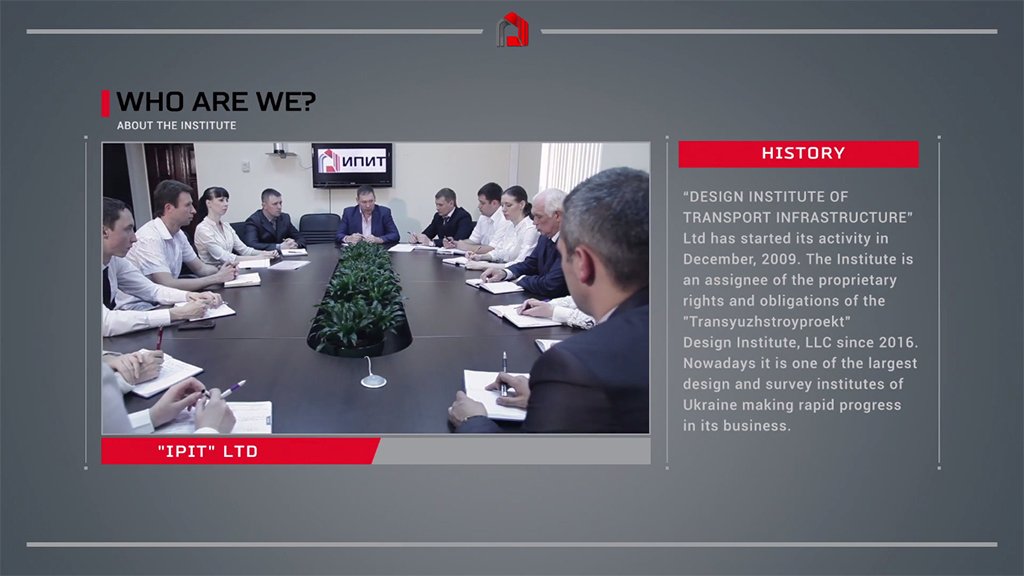 WHO ARE WE?
ABOUT THE INSTITUTE
ИПИТ
"IPIT" LTD
HISTORY
“DESIGN INSTITUTE OF
TRANSPORT INFRASTRUCTURE”
Ltd has started its activity in
December, 2009. The Institute is
an assignee of the proprietary
rights and obligations of the
"Transyuzhstroyproekt"
Design Institute, LLC since 2016.
Nowadays it is one of the largest
design and survey institutes of
Ukraine making rapid progress
in its business.